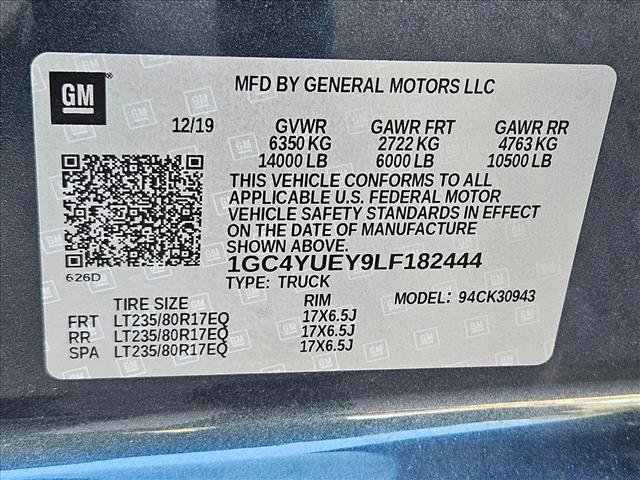 GM
MFD BY GENERAL MOTORS LLC
12/19 GVWR GAWR FRT GAWR RR
6350 KG 2722 KG 4763 KG
14000 LB 6000 LB 10500 LB
THIS VEHICLE CONFORMS TO ALL
APPLICABLE U.S. FEDERAL MOTOR
VEHICLE SAFETY STANDARDS IN EFFECT
ON THE DATE OF MANUFACTURE
SHOWN ABOVE.
626D
1GC4YUEY9LF182444
TYPE: TRUCK MODEL: 94CK30943
TIRE SIZE RIM
FRT LT235/80R17EQ 17X6.5J
RR LT235/80R17EQ 17X6.5J
SPA LT235/80R17EQ 17X6.5J